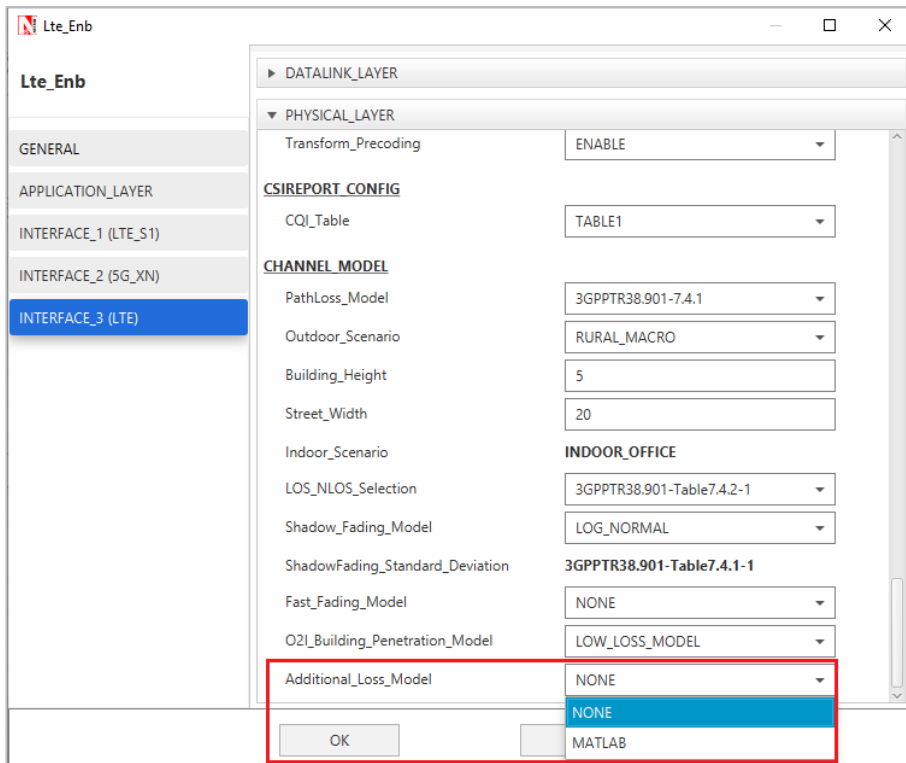 Lte_Enb
Lte_Enb
GENERAL
APPLICATION_LAYER
INTERFACE_1 (LTE_S1)
INTERFACE_2 (5G_XN)
INTERFACE_3 (LTE)
DATALINK_LAYER
PHYSICAL_LAYER
Transform_Precoding ENABLE
CSIREPORT_CONFIG
CQI_Table TABLE1
CHANNEL_MODEL
PathLoss_Model 3GPPTR38.901-7.4.1
Outdoor_Scenario RURAL_MACRO
Building_Height 5
Street_Width 20
Indoor_Scenario INDOOR_OFFICE
LOS_NLOS_Selection 3GPPTR38.901-Table7.4.2-1
Shadow_Fading_Model LOG_NORMAL
ShadowFading_Standard_Deviation 3GPPTR38.901-Table7.4.1-1
Fast_Fading_Model NONE
O2I_Building_Penetration_Model LOW_LOSS_MODEL
Additional_Loss_Model NONE
NONE
MATLAB
OK